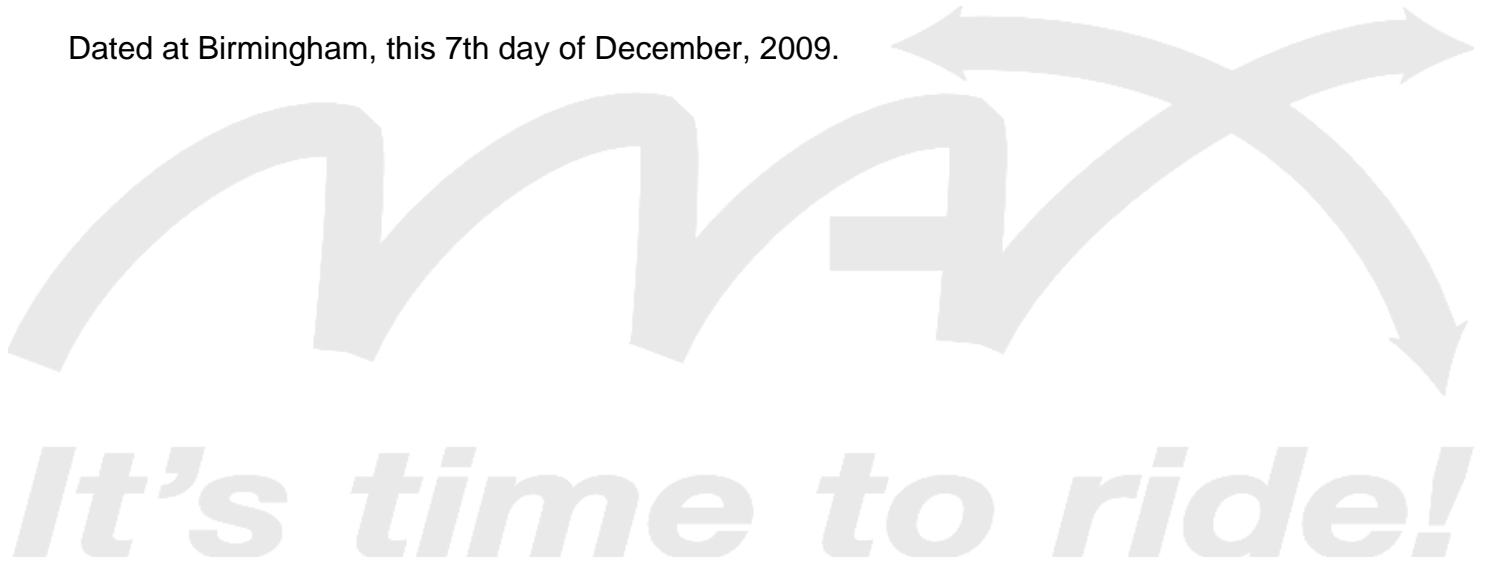 Dated at Birmingham, this 7th day of December, 2009.
MAX
It's time to ride!